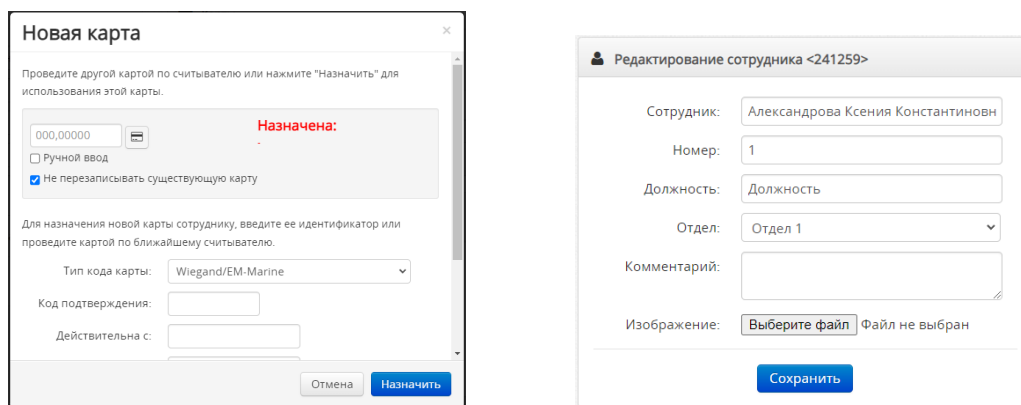 Новая карта
×
Проведите другой картой по считывателю или нажмите "Назначить" для
использования этой карты.
000,00000
Назначена:
.
Ручной ввод
Не перезаписывать существующую карту
Для назначения новой карты сотруднику, введите ее идентификатор или
проведите картой по ближайшему считывателю.
Тип кода карты: Wiegand/EM-Marine
Код подтверждения:
Действительна с:
Отмена Назначить
Редактирование сотрудника <241259>
Сотрудник: Александрова Ксения Константиновн
Номер: 1
Должность: Должность
Отдел: Отдел 1
Комментарий:
Изображение: Выберите файл Файл не выбран
Сохранить